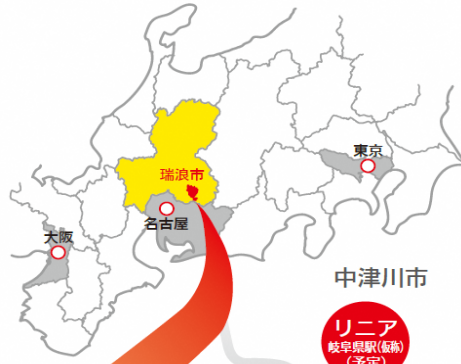 東京
瑞浪市
名古屋
大阪
中津川市
リニア
岐阜県駅(仮称)
(予定)